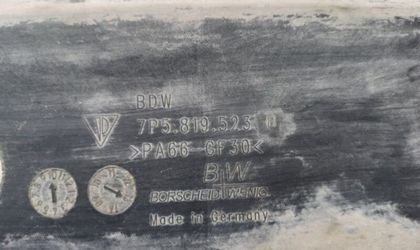 BDW
7P5.819.523
>PA66-GF30<
BW
BORSCHEID+WENIG
Made in Germany